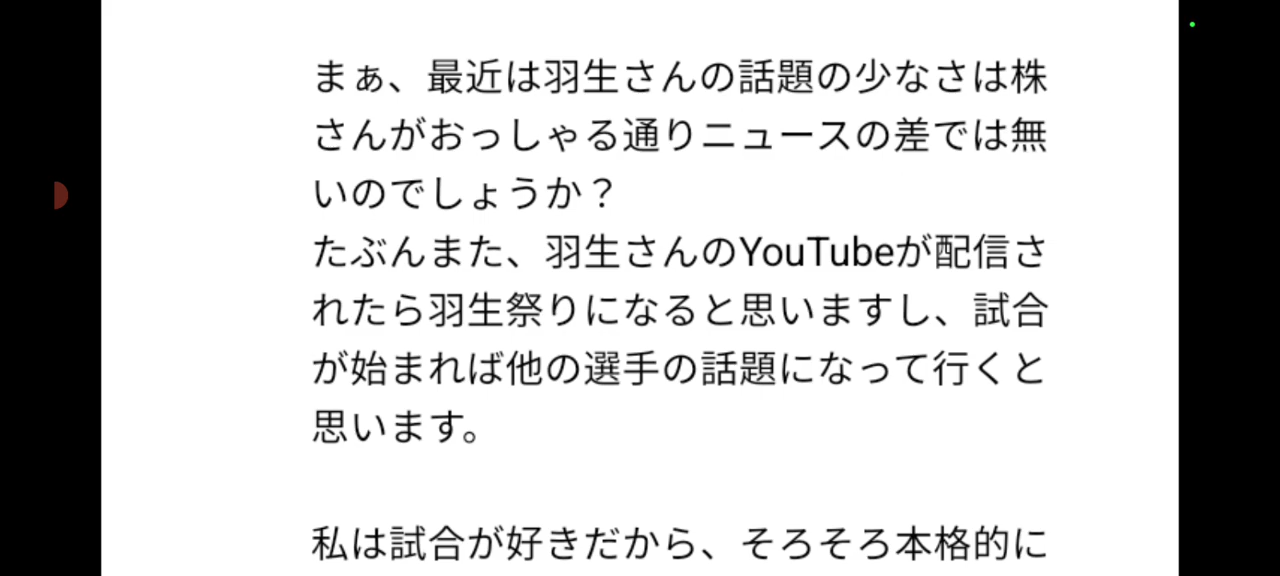 まぁ、最近は羽生さんの話題の少なさは株
さんがおっしゃる通りニュースの差では無
いのでしょうか？
たぶんまた、羽生さんのYouTubeが配信さ
れたら羽生祭りになると思いますし、試合
が始まれば他の選手の話題になって行くと
思います。
私は試合が好きだから、そろそろ本格的に